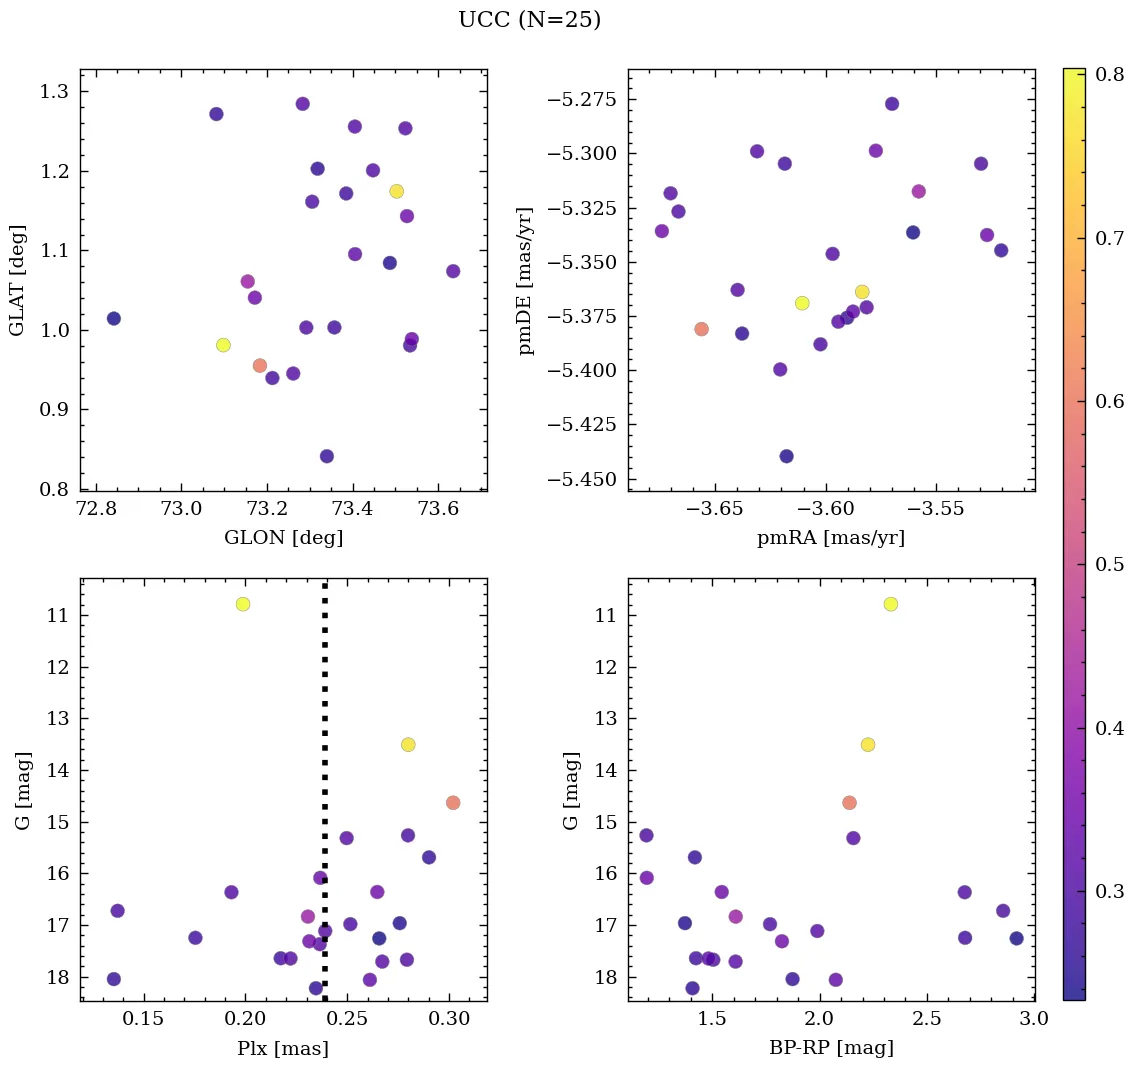 UCC (N=25)
1.3
1.2
1.1
1.0
0.9
0.8
GLAT [deg]
72.8 73.0 73.2 73.4 73.6
GLON [deg]
−5.275
−5.300
−5.325
−5.350
−5.375
−5.400
−5.425
−5.450
pmDE [mas/yr]
−3.65 −3.60 −3.55
pmRA [mas/yr]
0.8
0.7
0.6
0.5
0.4
0.3
11
12
13
14
15
16
17
18
G [mag]
0.15 0.20 0.25 0.30
Plx [mas]
11
12
13
14
15
16
17
18
G [mag]
1.5 2.0 2.5 3.0
BP-RP [mag]